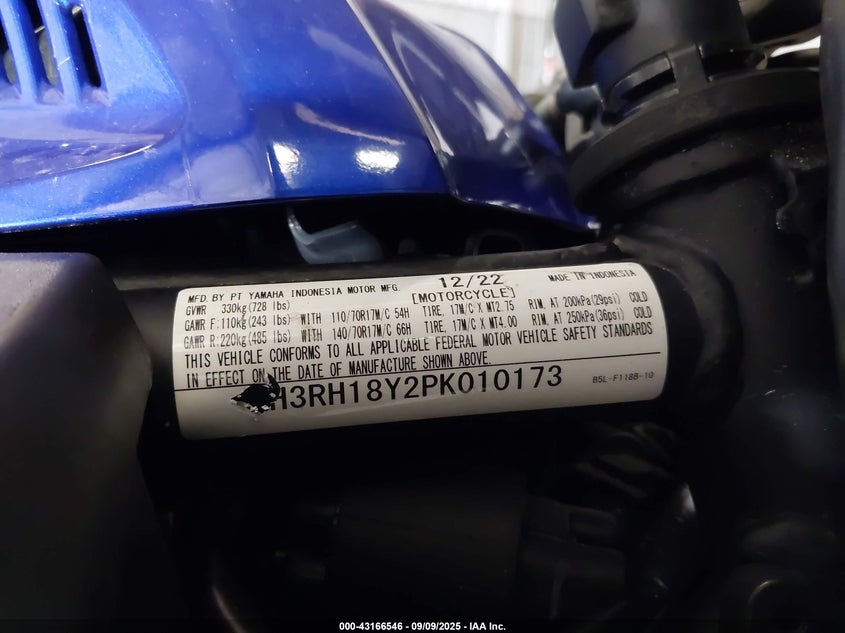 MFD. BY PT YAMAHA INDONESIA MOTOR MFG. 12/22 MADE IN INDONESIA
GVWR 330kg(728 lbs) [MOTORCYCLE]
GAWR F:110kg(243 lbs) WITH 110/70R17M/C 54H TIRE, 17M/C X MT2.75 RIM, AT 200kPa(29psi) COLD
GAWR R:220kg(485 lbs) WITH 140/70R17M/C 66H TIRE, 17M/C X MT4.00 RIM, AT 250kPa(36psi) COLD
THIS VEHICLE CONFORMS TO ALL APPLICABLE FEDERAL MOTOR VEHICLE SAFETY STANDARDS
IN EFFECT ON THE DATE OF MANUFACTURE SHOWN ABOVE.
H3RH18Y2PK010173 B5L-F118B-10
000-43166546 - 09/09/2025 - IAA Inc.